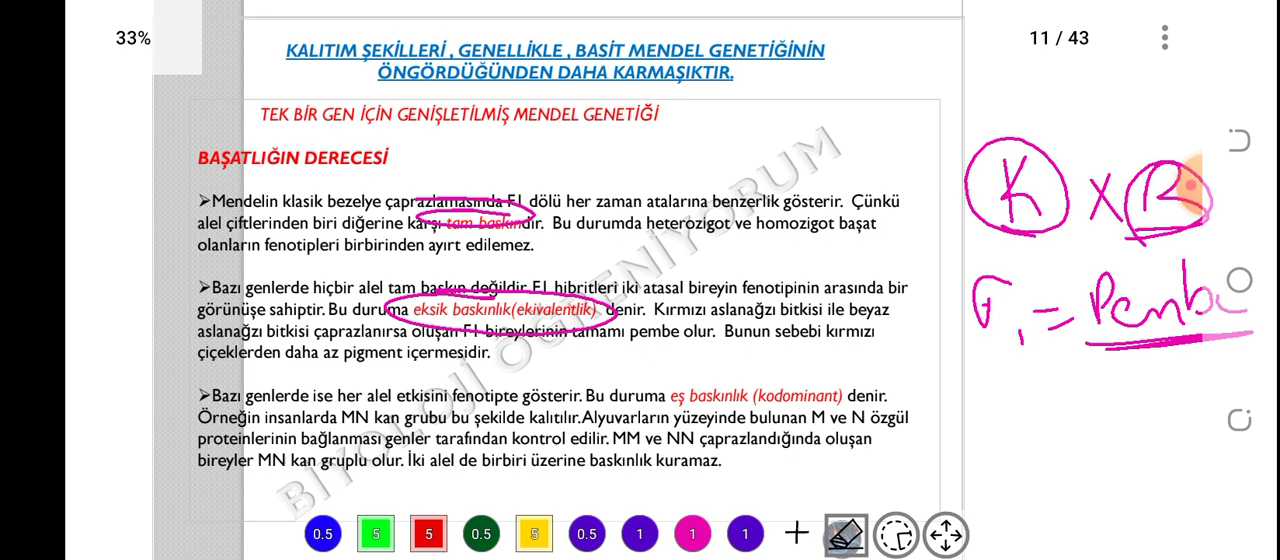 33%
11 / 43
KALITIM ŞEKİLLERİ , GENELLİKLE , BASİT MENDEL GENETİĞİNİN
ÖNGÖRDÜĞÜNDEN DAHA KARMAŞIKTIR.
TEK BİR GEN İÇİN GENİŞLETİLMİŞ MENDEL GENETİĞİ
BAŞATLIĞIN DERECESİ
➢Mendelin klasik bezelye çaprazlamasında F1 dölü her zaman atalarına benzerlik gösterir. Çünkü
alel çiftlerinden biri diğerine karşı tam baskındır. Bu durumda heterozigot ve homozigot başat
olanların fenotipleri birbirinden ayırt edilemez.
➢Bazı genlerde hiçbir alel tam baskın değildir.F1 hibritleri iki atasal bireyin fenotipinin arasında bir
görünüşe sahiptir. Bu duruma eksik baskınlık(ekivalentlik) denir. Kırmızı aslanağzı bitkisi ile beyaz
aslanağzı bitkisi çaprazlanırsa oluşan F1 bireylerinin tamamı pembe olur. Bunun sebebi kırmızı
çiçeklerden daha az pigment içermesidir.
➢Bazı genlerde ise her alel etkisini fenotipte gösterir. Bu duruma eş baskınlık (kodominant) denir.
Örneğin insanlarda MN kan grubu bu şekilde kalıtılır.Alyuvarların yüzeyinde bulunan M ve N özgül
proteinlerinin bağlanması genler tarafından kontrol edilir. MM ve NN çaprazlandığında oluşan
bireyler MN kan gruplu olur. İki alel de birbiri üzerine baskınlık kuramaz.
BİYOLOJİ ÖĞRENİYORUM
K X B
F1 = Pembe
0.5 5 5 0.5 5 0.5 1 1 1